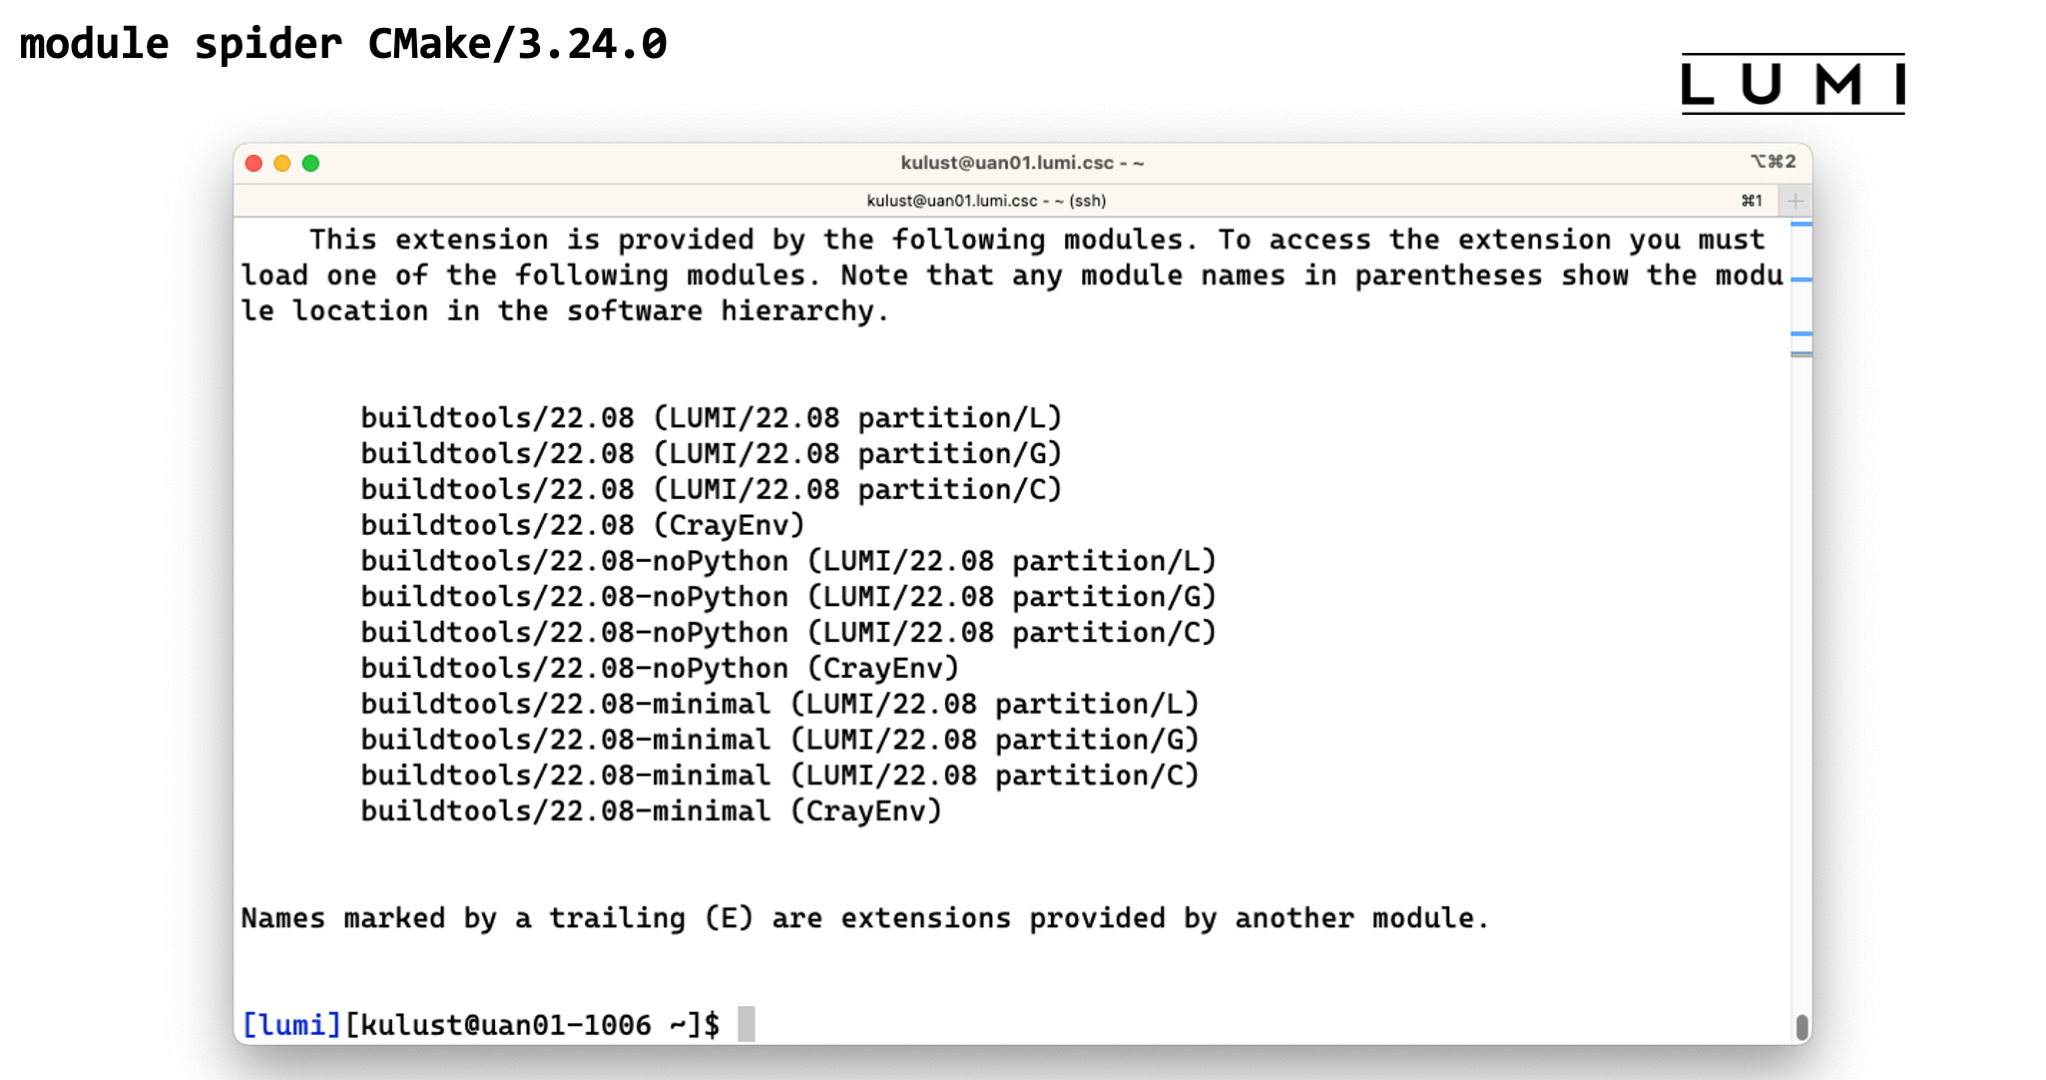 module spider CMake/3.24.0
LUMI
kulust@uan01.lumi.csc - ~
⌥⌘2
kulust@uan01.lumi.csc - ~ (ssh)
⌘1
+
This extension is provided by the following modules. To access the extension you must
load one of the following modules. Note that any module names in parentheses show the modu
le location in the software hierarchy.
buildtools/22.08 (LUMI/22.08 partition/L)
buildtools/22.08 (LUMI/22.08 partition/G)
buildtools/22.08 (LUMI/22.08 partition/C)
buildtools/22.08 (CrayEnv)
buildtools/22.08-noPython (LUMI/22.08 partition/L)
buildtools/22.08-noPython (LUMI/22.08 partition/G)
buildtools/22.08-noPython (LUMI/22.08 partition/C)
buildtools/22.08-noPython (CrayEnv)
buildtools/22.08-minimal (LUMI/22.08 partition/L)
buildtools/22.08-minimal (LUMI/22.08 partition/G)
buildtools/22.08-minimal (LUMI/22.08 partition/C)
buildtools/22.08-minimal (CrayEnv)
Names marked by a trailing (E) are extensions provided by another module.
[lumi][kulust@uan01-1006 ~]$